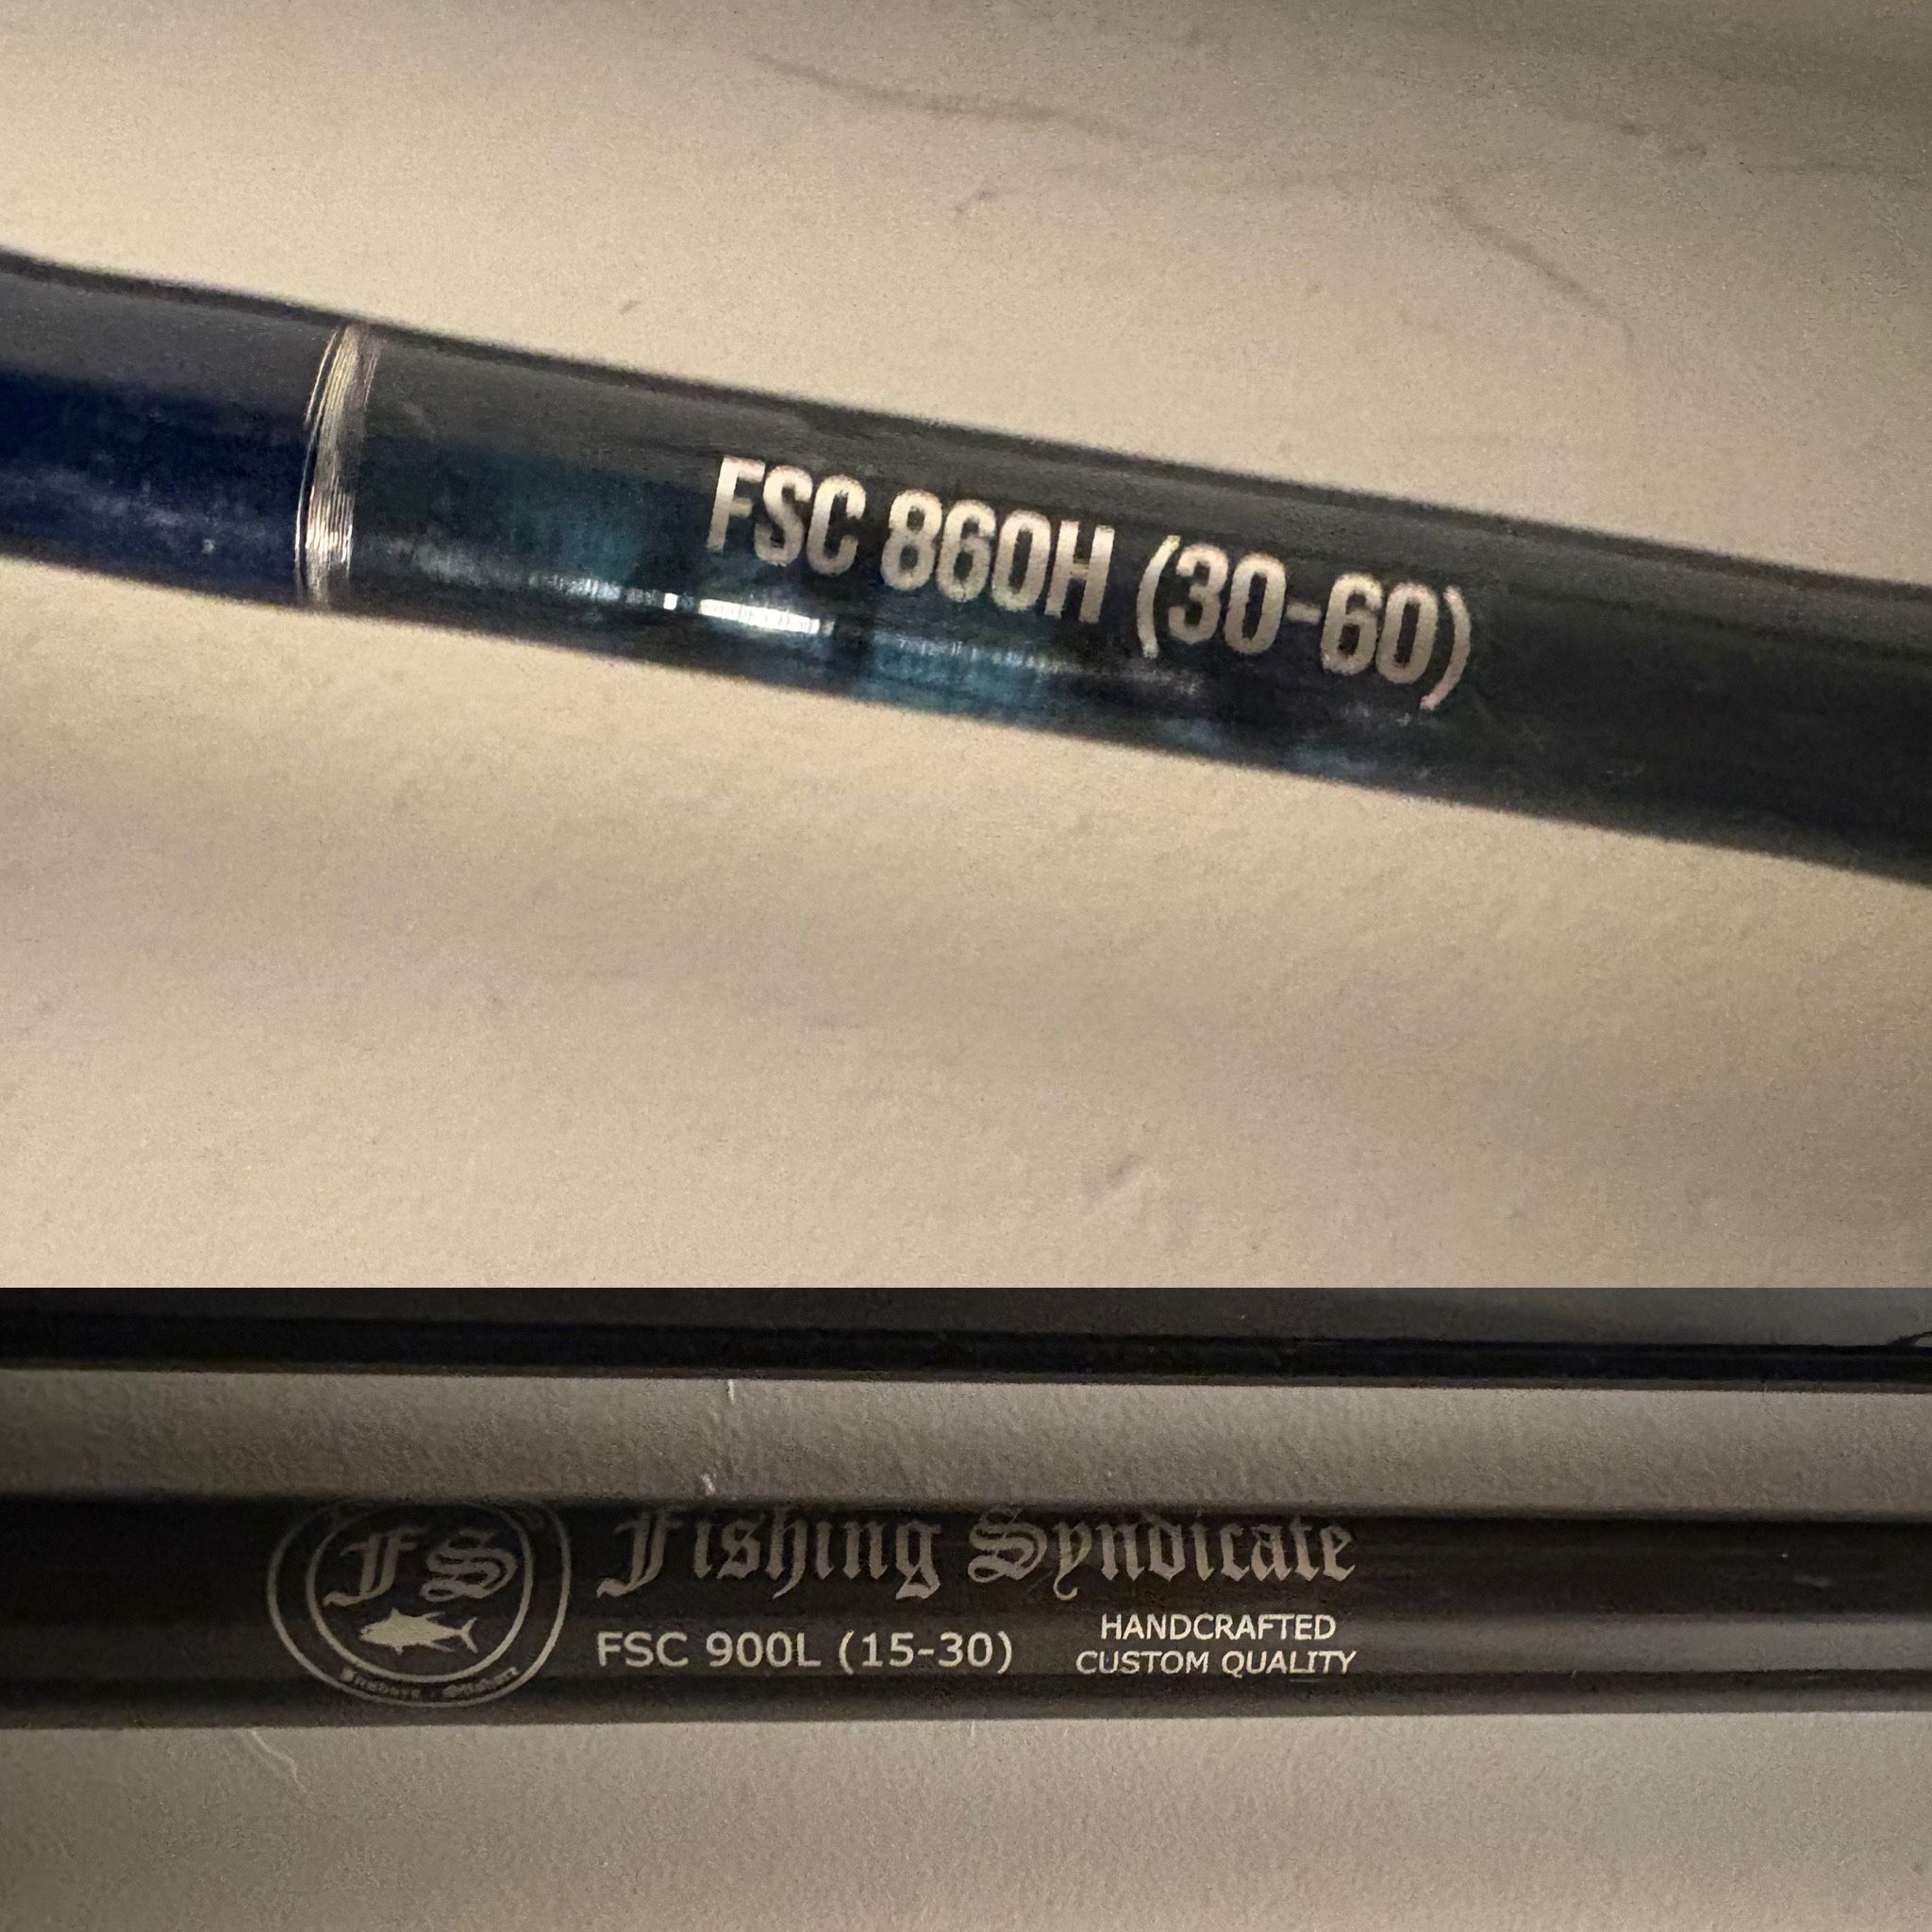 FSC 860H (30-60)
FS
Fishing Syndicate
FSC 900L (15-30)
HANDCRAFTED
CUSTOM QUALITY